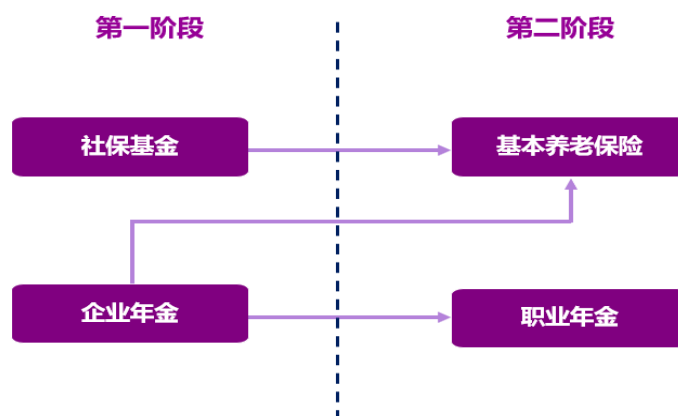 第一阶段
第二阶段
社保基金
基本养老保险
企业年金
职业年金